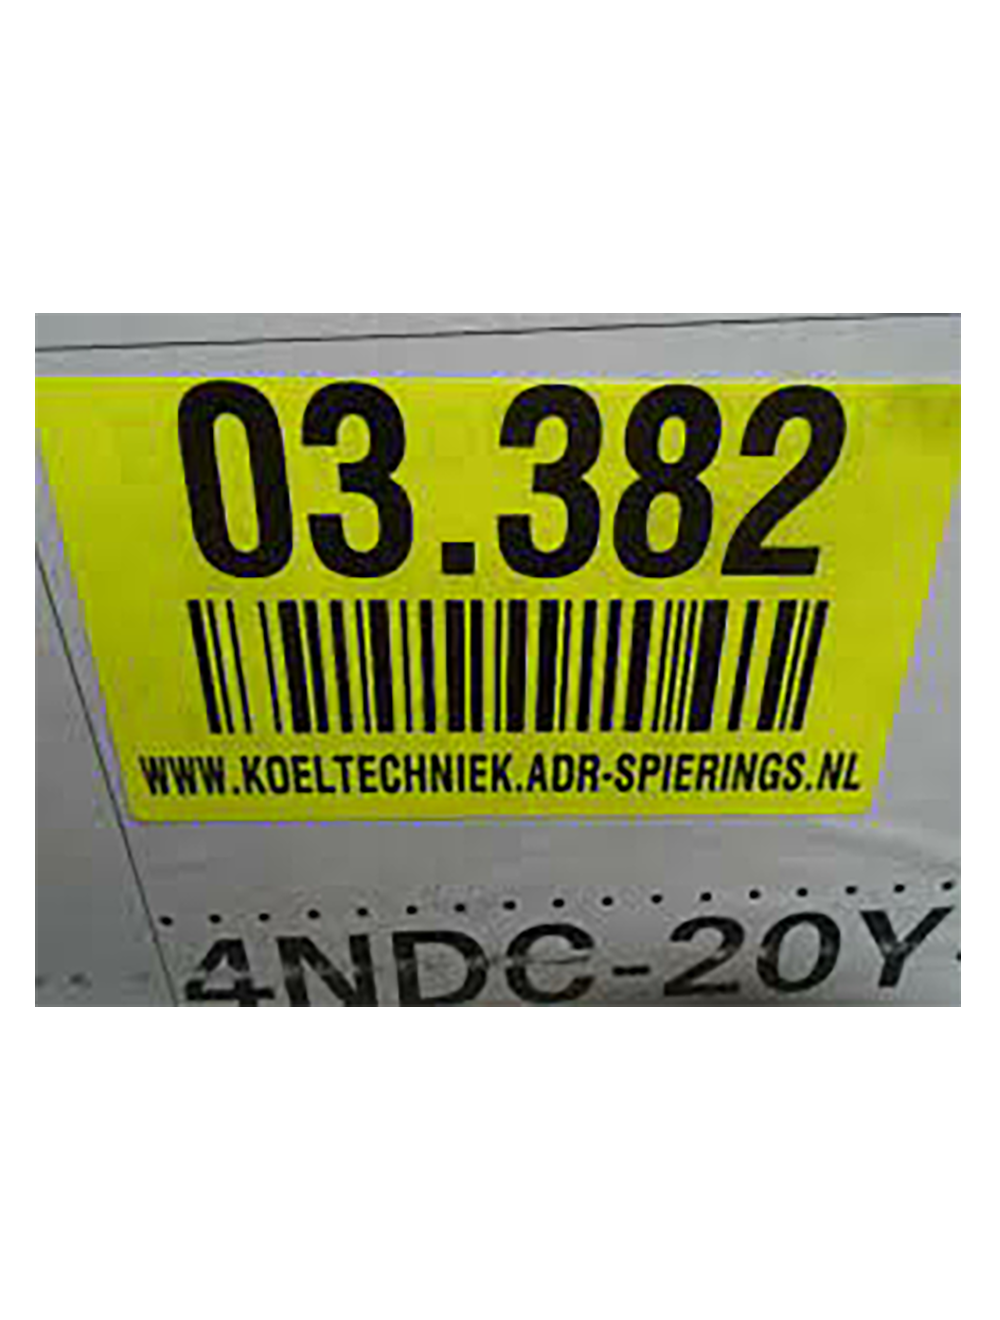 03.382
WWW.KOELTECHNIEK.ADR-SPIERINGS.NL
4NDC-20Y